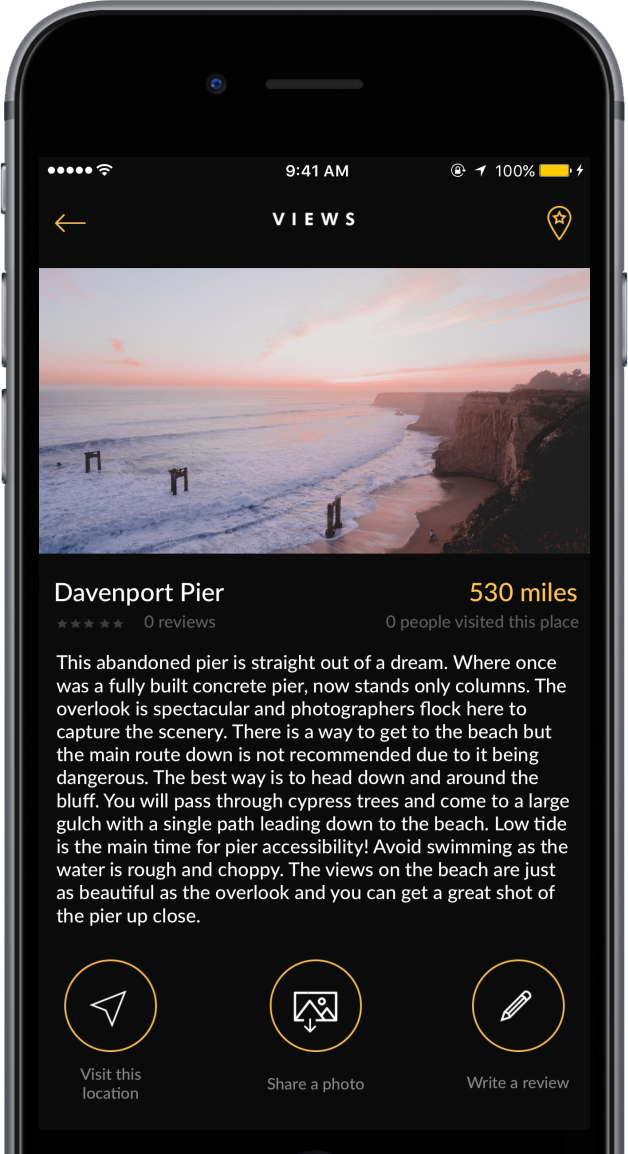 9:41 AM
100%
VIEWS
Davenport Pier
530 miles
0 reviews
0 people visited this place
This abandoned pier is straight out of a dream. Where once
was a fully built concrete pier, now stands only columns. The
overlook is spectacular and photographers flock here to
capture the scenery. There is a way to get to the beach but
the main route down is not recommended due to it being
dangerous. The best way is to head down and around the
bluff. You will pass through cypress trees and come to a large
gulch with a single path leading down to the beach. Low tide
is the main time for pier accessibility! Avoid swimming as the
water is rough and choppy. The views on the beach are just
as beautiful as the overlook and you can get a great shot of
the pier up close.
Visit this
location
Share a photo
Write a review